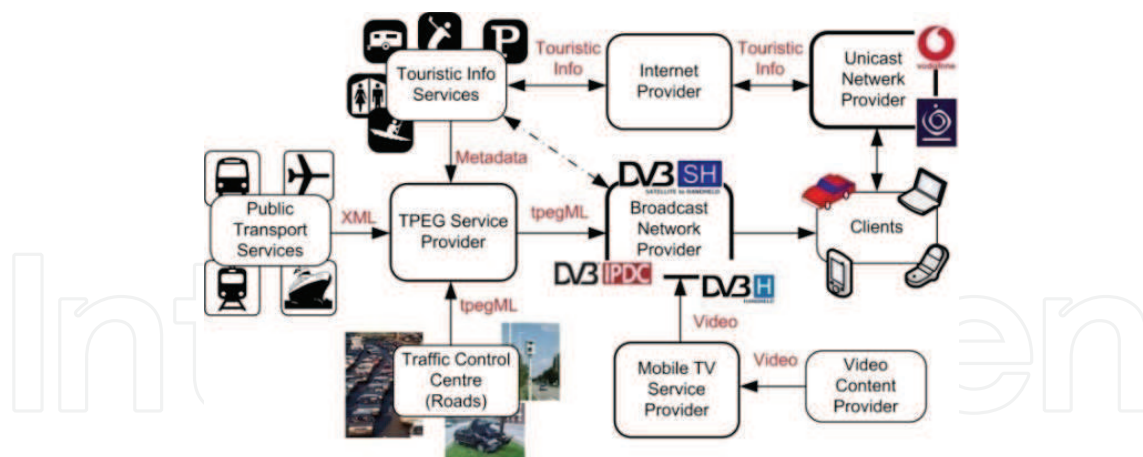 P
Touristic Info
Services
Touristic
Info
Internet
Provider
Touristic
Info
Unicast
Netwerk
Provider
vodafone
Metadata
DVB SH
SATELLITE to HANDHELD
Public
Transport
Services
XML
TPEG Service
Provider
tpegML
Broadcast
Network
Provider
Clients
DVB IPDC
DVB H
HANDHELD
tpegML
Video
Traffic Control
Centre
(Roads)
Mobile TV
Service
Provider
Video
Video
Content
Provider
Int
en